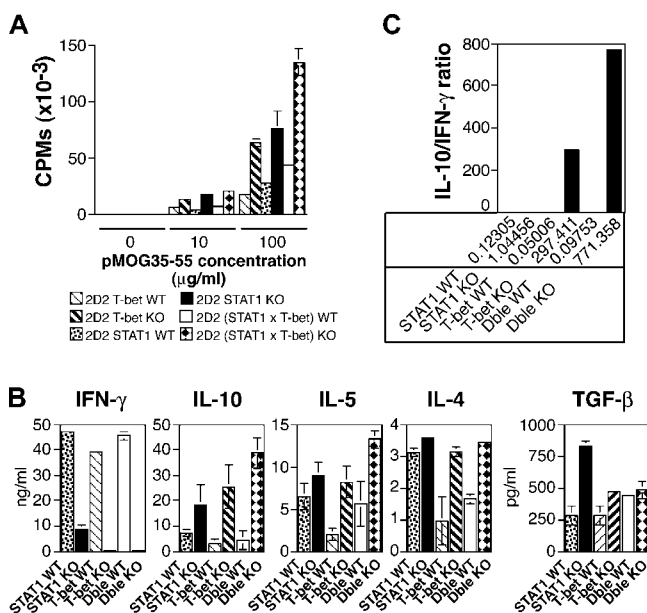 A
CPMs (x10-3)
150
100
50
0
0 10 100
pMOG35-55 concentration
(µg/ml)
2D2 T-bet WT 2D2 STAT1 KO
2D2 T-bet KO 2D2 (STAT1 x T-bet) WT
2D2 STAT1 WT 2D2 (STAT1 x T-bet) KO
C
IL-10/IFN-γ ratio
800
600
400
200
0
0.12305 1.04456 0.05006 297.411 0.09753 771.358
STAT1 WT STAT1 KO T-bet WT T-bet KO Dble WT Dble KO
B
IFN-γ IL-10 IL-5 IL-4 TGF-β
ng/ml
50
40
30
20
10
0
STAT1 WT STAT1 KO T-bet WT T-bet KO Dble WT Dble KO
50
40
30
20
10
0
STAT1 WT STAT1 KO T-bet WT T-bet KO Dble WT Dble KO
15
10
5
0
STAT1 WT STAT1 KO T-bet WT T-bet KO Dble WT Dble KO
4
3
2
1
0
STAT1 WT STAT1 KO T-bet WT T-bet KO Dble WT Dble KO
pg/ml
1000
750
500
250
0
STAT1 WT STAT1 KO T-bet WT T-bet KO Dble WT Dble KO